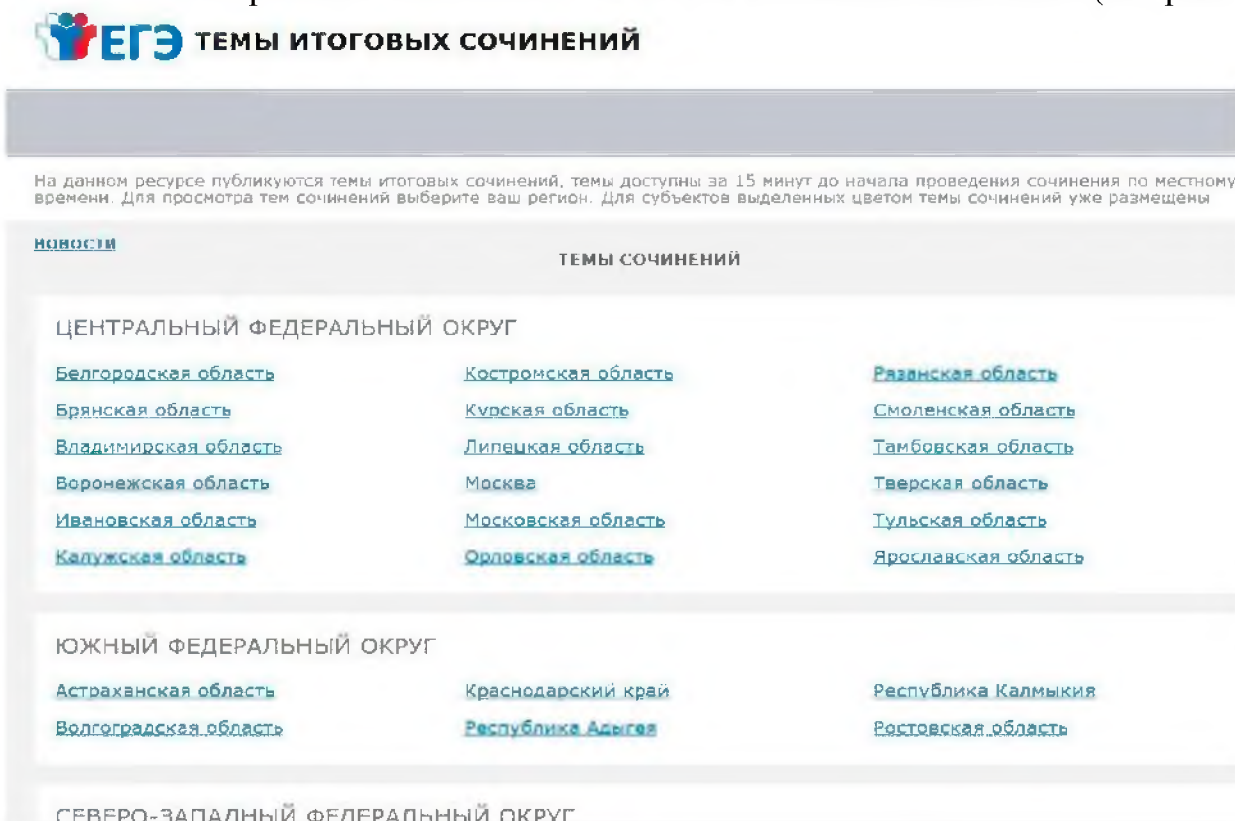 ЕГЭ ТЕМЫ ИТОГОВЫХ СОЧИНЕНИЙ
На данном ресурсе публикуются темы итоговых сочинений, темы доступны за 15 минут до начала проведения сочинения по местному
времени. Для просмотра тем сочинений выберите ваш регион. Для субъектов выделенных цветом темы сочинений уже размещены
НОВОСТИ
ТЕМЫ СОЧИНЕНИЙ
ЦЕНТРАЛЬНЫЙ ФЕДЕРАЛЬНЫЙ ОКРУГ
Белгородская область Костромская область Рязанская область
Брянская область Курская область Смоленская область
Владимирская область Липецкая область Тамбовская область
Воронежская область Москва Тверская область
Ивановская область Московская область Тульская область
Калужская область Орловская область Ярославская область
ЮЖНЫЙ ФЕДЕРАЛЬНЫЙ ОКРУГ
Астраханская область Краснодарский край Республика Калмыкия
Волгоградская область Республика Адыгея Ростовская область
СЕВЕРО-ЗАПАДНЫЙ ФЕДЕРАЛЬНЫЙ ОКРУГ